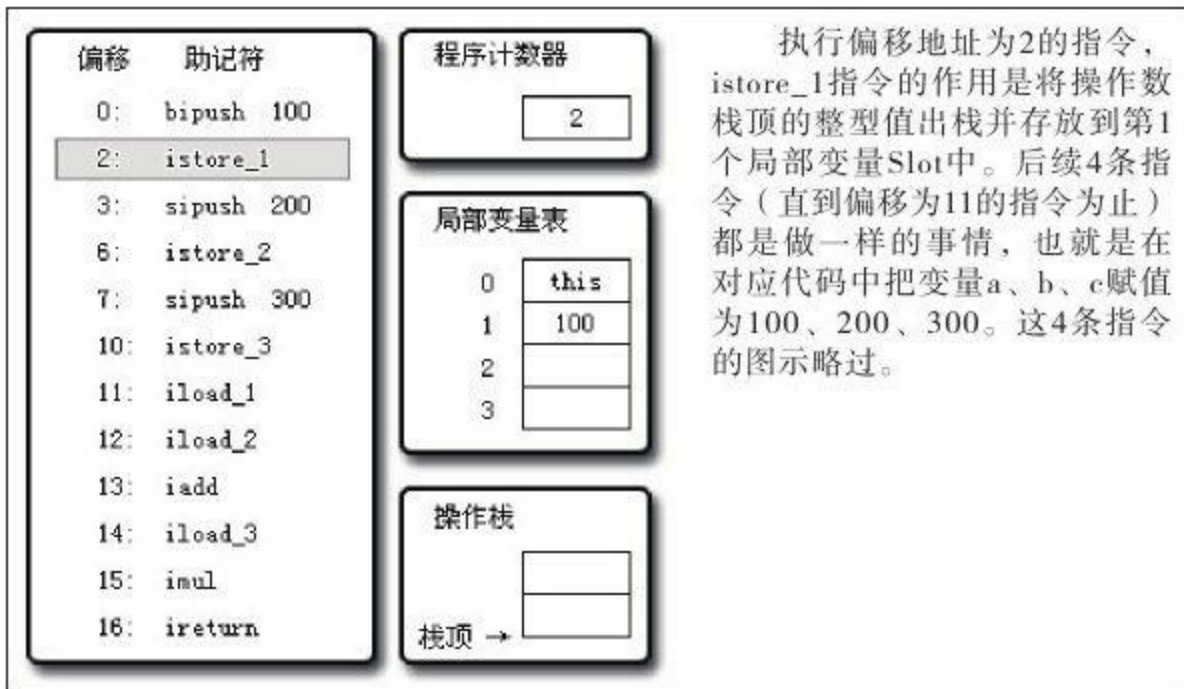 偏移 助记符
0: bipush 100
2: istore_1
3: sipush 200
6: istore_2
7: sipush 300
10: istore_3
11: iload_1
12: iload_2
13: iadd
14: iload_3
15: imul
16: ireturn
程序计数器
2
局部变量表
0 this
1 100
2
3
操作栈
栈顶 →
执行偏移地址为2的指令，
istore_1指令的作用是将操作数
栈顶的整型值出栈并存放到第1
个局部变量Slot中。后续4条指
令（直到偏移为11的指令为止）
都是做一样的事情，也就是在
对应代码中把变量a、b、c赋值
为100、200、300。这4条指令
的图示略过。